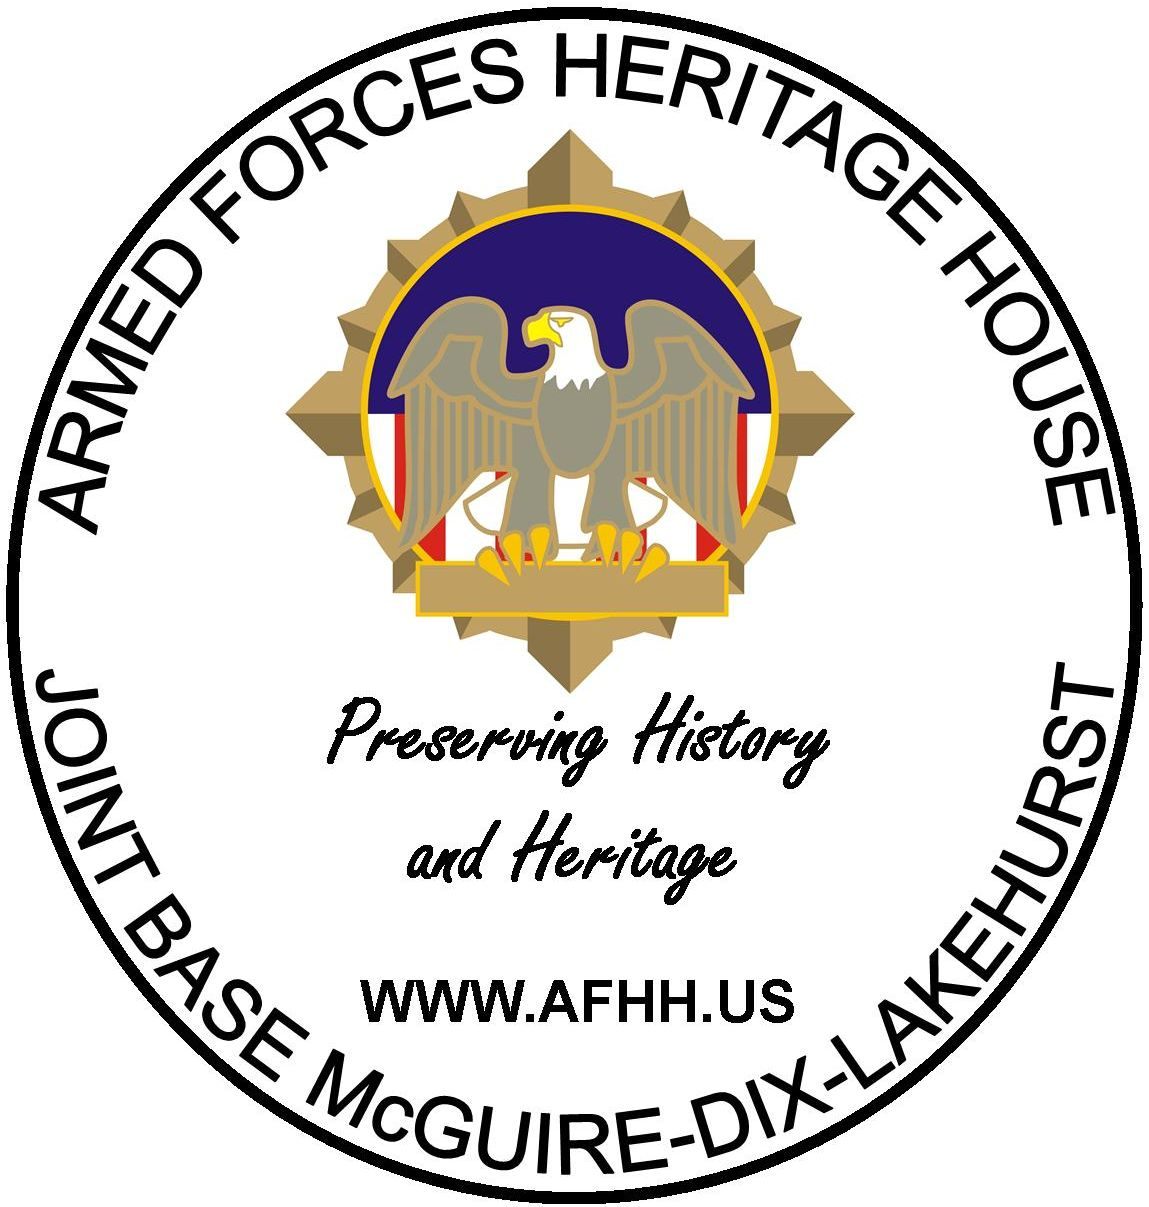 ARMED FORCES HERITAGE HOUSE
Preserving History
and Heritage
WWW.AFHH.US
JOINT BASE McGUIRE-DIX-LAKEHURST